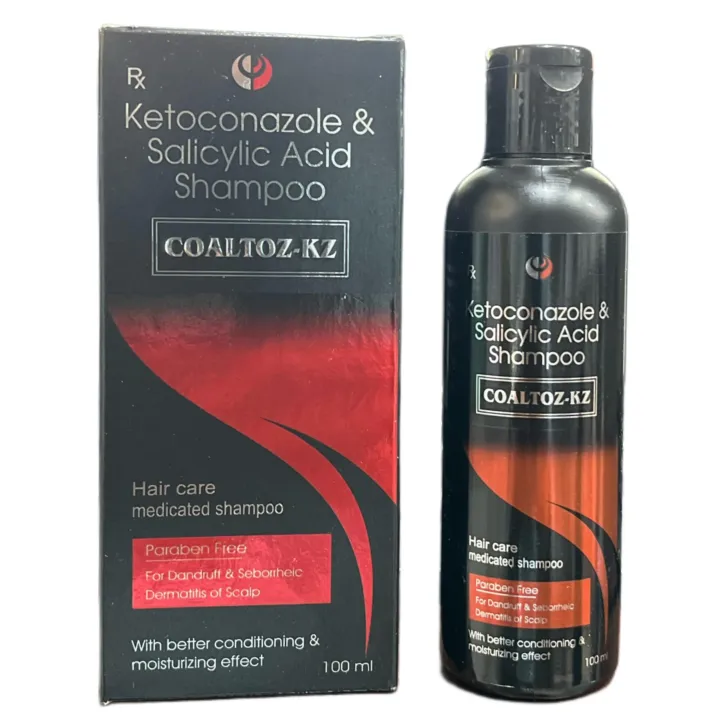 Rx
Ketoconazole &
Salicylic Acid
Shampoo
COALTOZ-KZ
Hair care
medicated shampoo
Paraben Free
For Dandruff & Seborrheic
Dermatitis of Scalp
With better conditioning &
moisturizing effect
100 ml
Rx
Ketoconazole &
Salicylic Acid
Shampoo
COALTOZ-KZ
Hair care
medicated shampoo
Paraben Free
For Dandruff & Seborrheic
Dermatitis of Scalp
With better conditioning &
moisturizing effect
100 ml